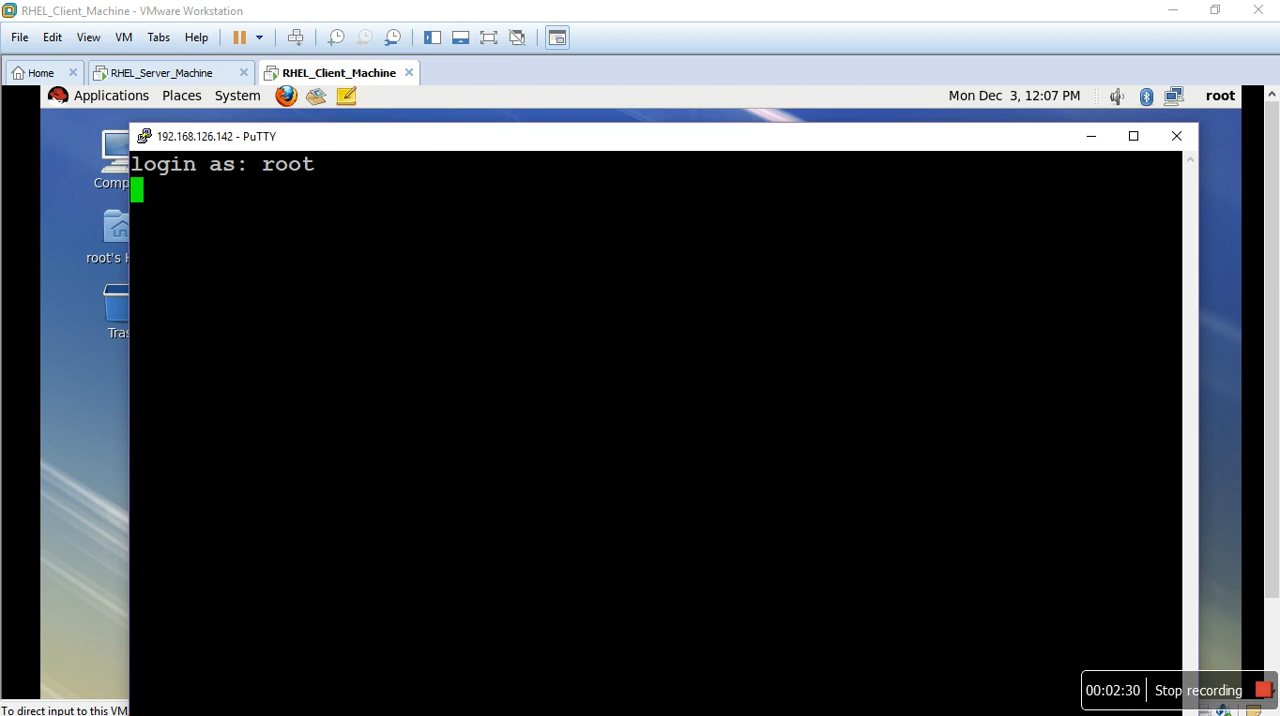 RHEL_Client_Machine - VMware Workstation
File Edit View VM Tabs Help
Home RHEL_Server_Machine RHEL_Client_Machine
Applications Places System Mon Dec 3, 12:07 PM root
192.168.126.142 - PuTTY
login as: root
Comp
root's H
Tras
00:02:30 Stop recording
To direct input to this VM